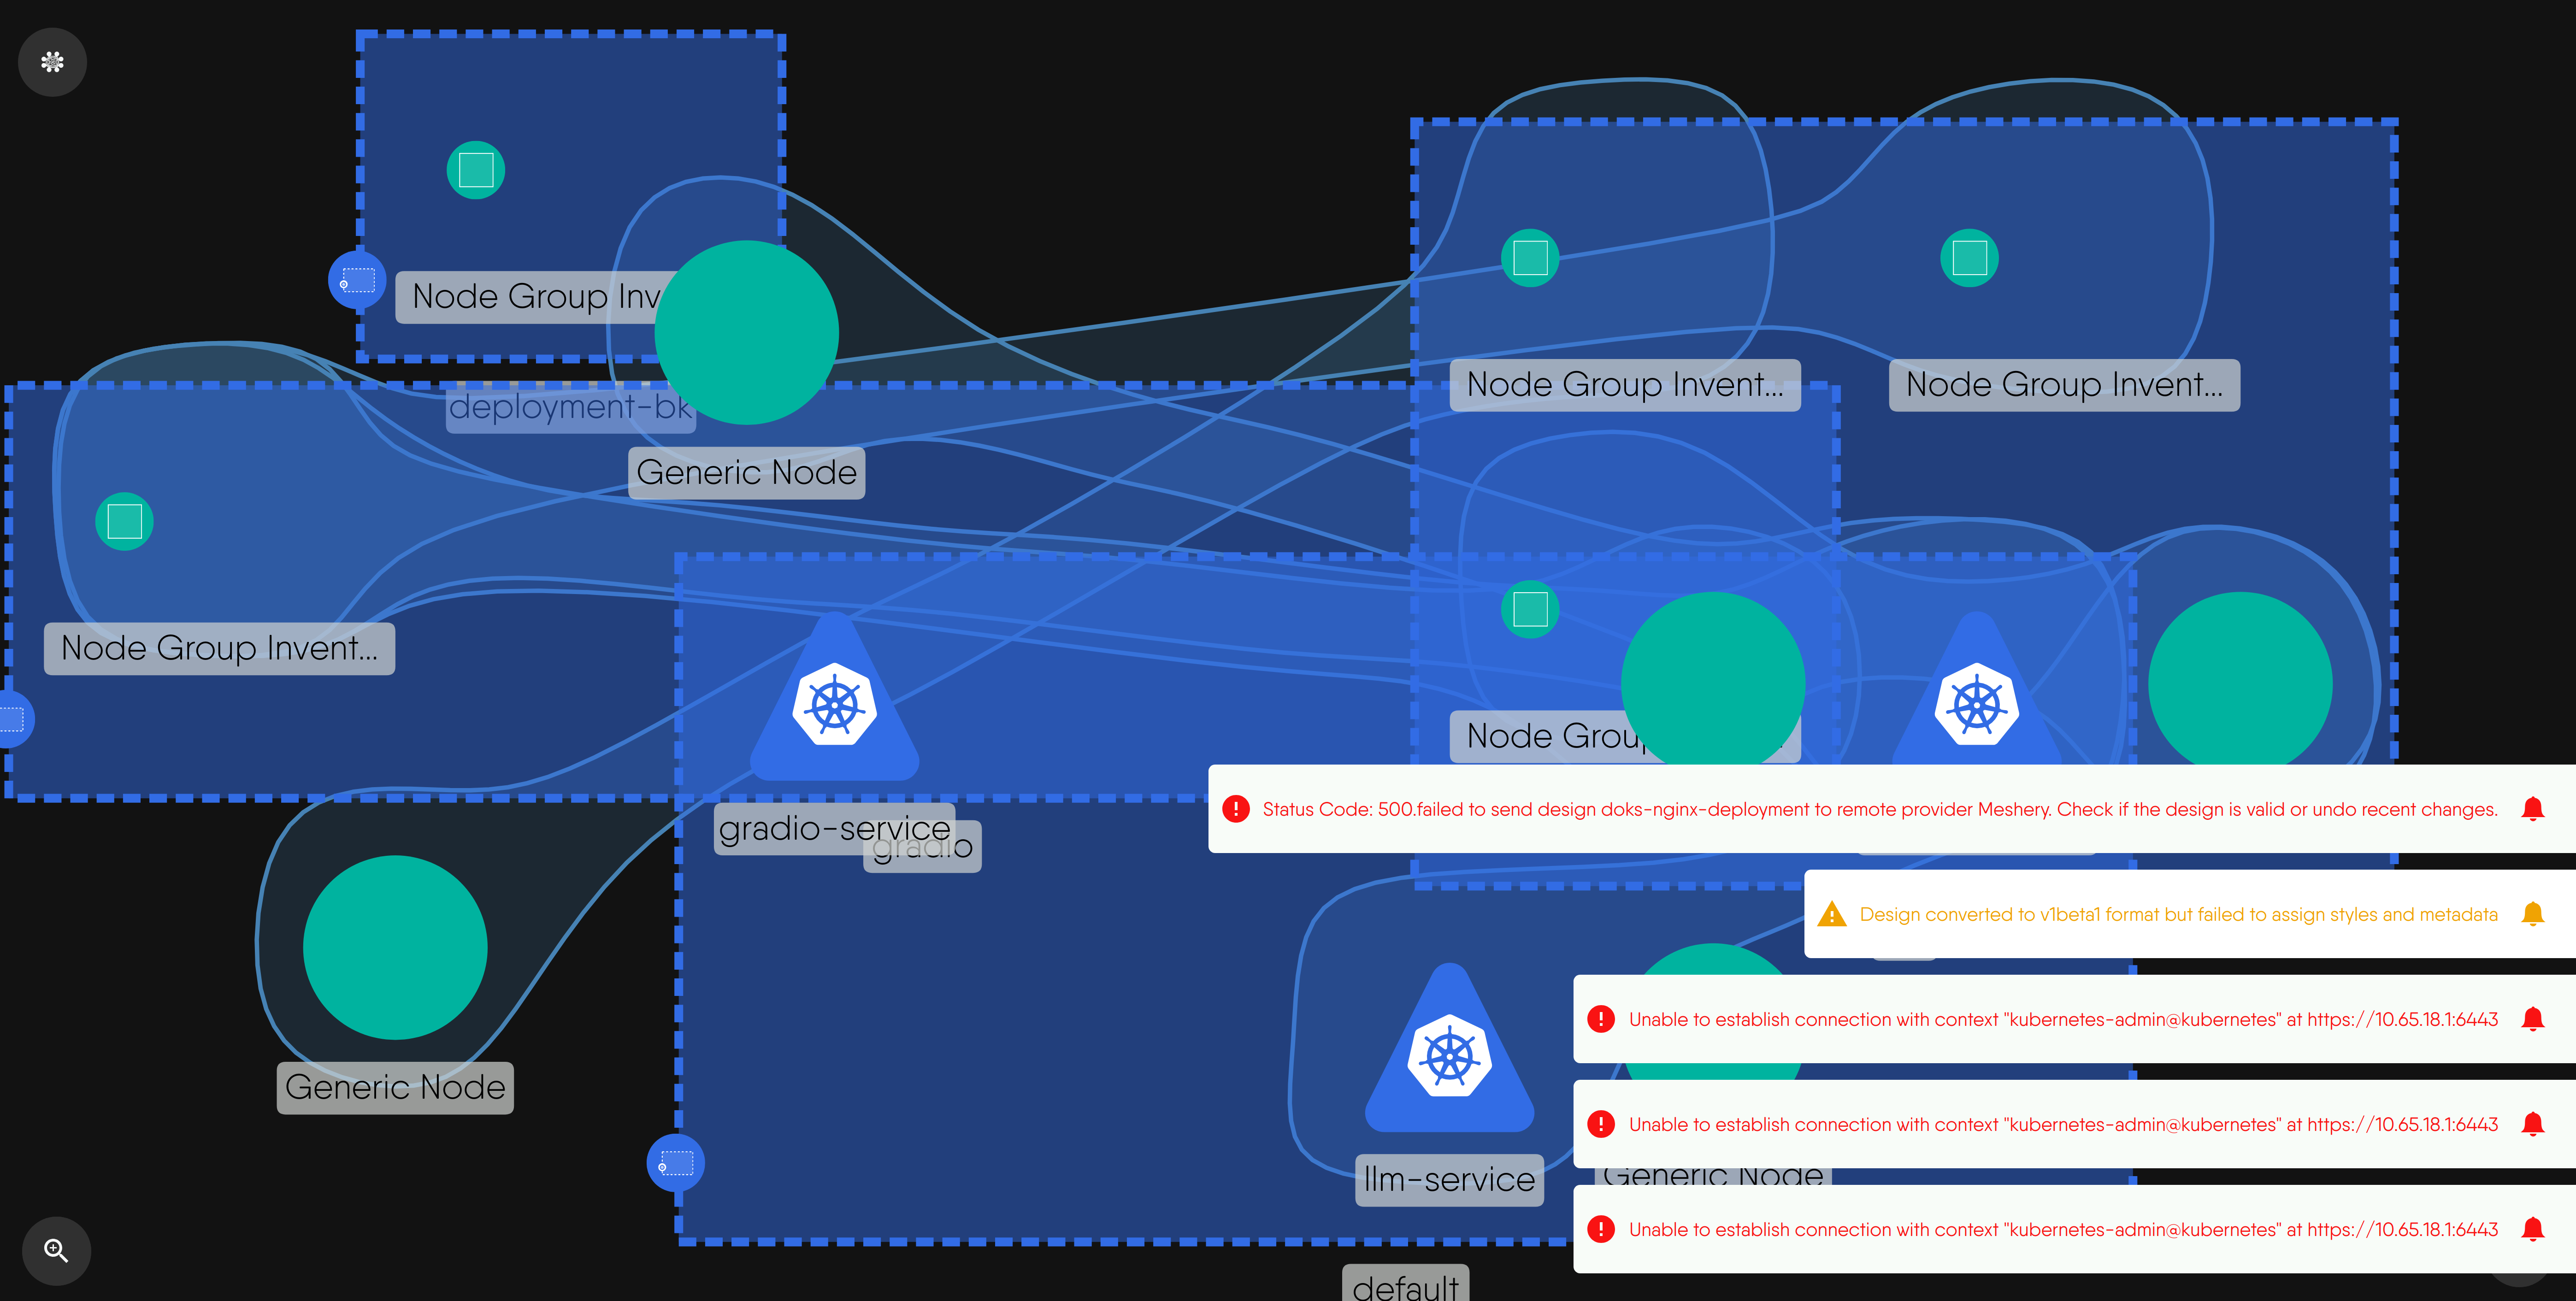 Node Group Inv
deployment-bk
Generic Node
Node Group Invent...
Node Group Invent...
Node Group Invent...
Node Grou
gradio-service
gradio
Status Code: 500.failed to send design doks-nginx-deployment to remote provider Meshery. Check if the design is valid or undo recent changes.
Design converted to v1beta1 format but failed to assign styles and metadata
Unable to establish connection with context "kubernetes-admin@kubernetes" at https://10.65.18.1:6443
Generic Node
Unable to establish connection with context "kubernetes-admin@kubernetes" at https://10.65.18.1:6443
llm-service
Generic Node
Unable to establish connection with context "kubernetes-admin@kubernetes" at https://10.65.18.1:6443
default